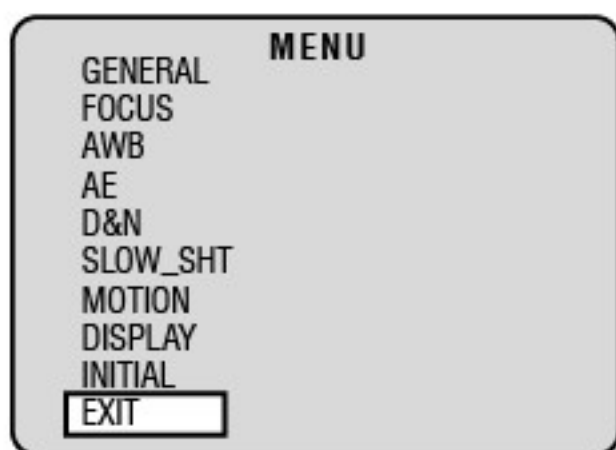 MENU
GENERAL
FOCUS
AWB
AE
D&N
SLOW_SHT
MOTION
DISPLAY
INITIAL
EXIT